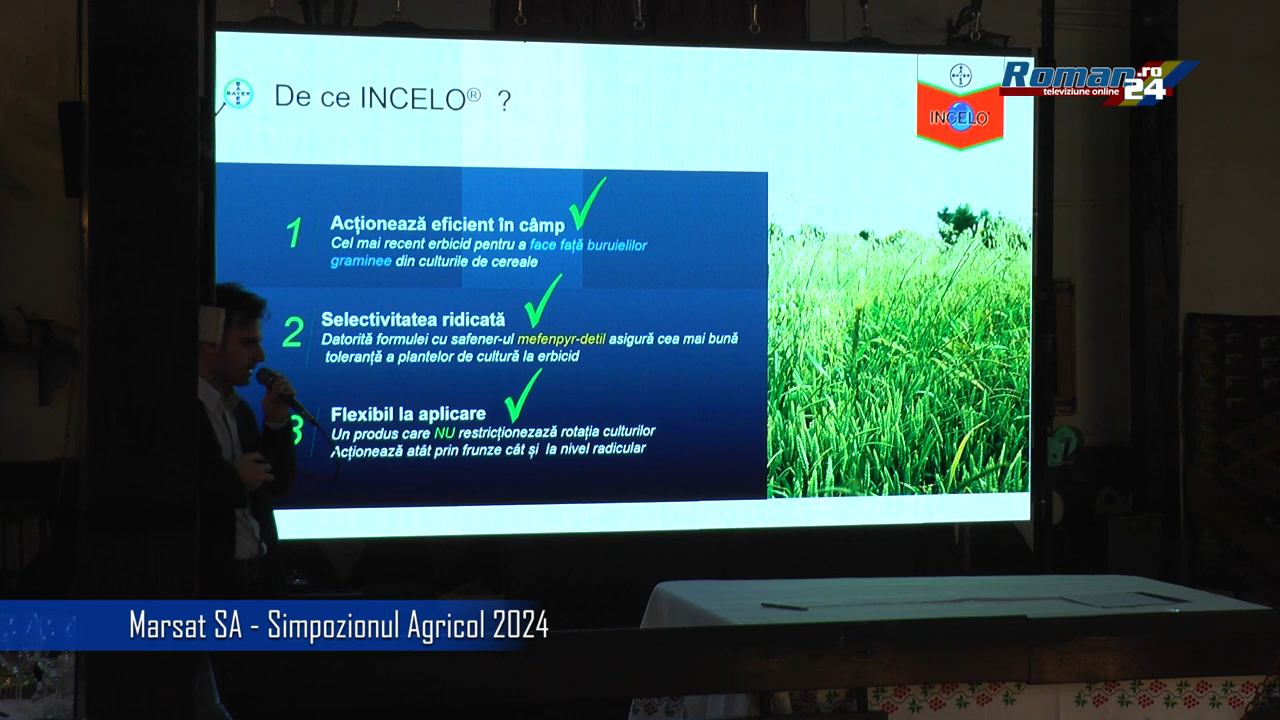 De ce INCELO® ?
BAYER
BAYER
INCELO
Roman.ro
televiziune online 24
1 Acționează eficient în câmp
Cel mai recent erbicid pentru a face față buruielilor
graminee din culturile de cereale
2 Selectivitatea ridicată
Datorită formulei cu safener-ul mefenpyr-detil asigură cea mai bună
toleranță a plantelor de cultură la erbicid
3 Flexibil la aplicare
Un produs care NU restricționează rotația culturilor
Acționează atât prin frunze cât și la nivel radicular
Marsat SA - Simpozionul Agricol 2024